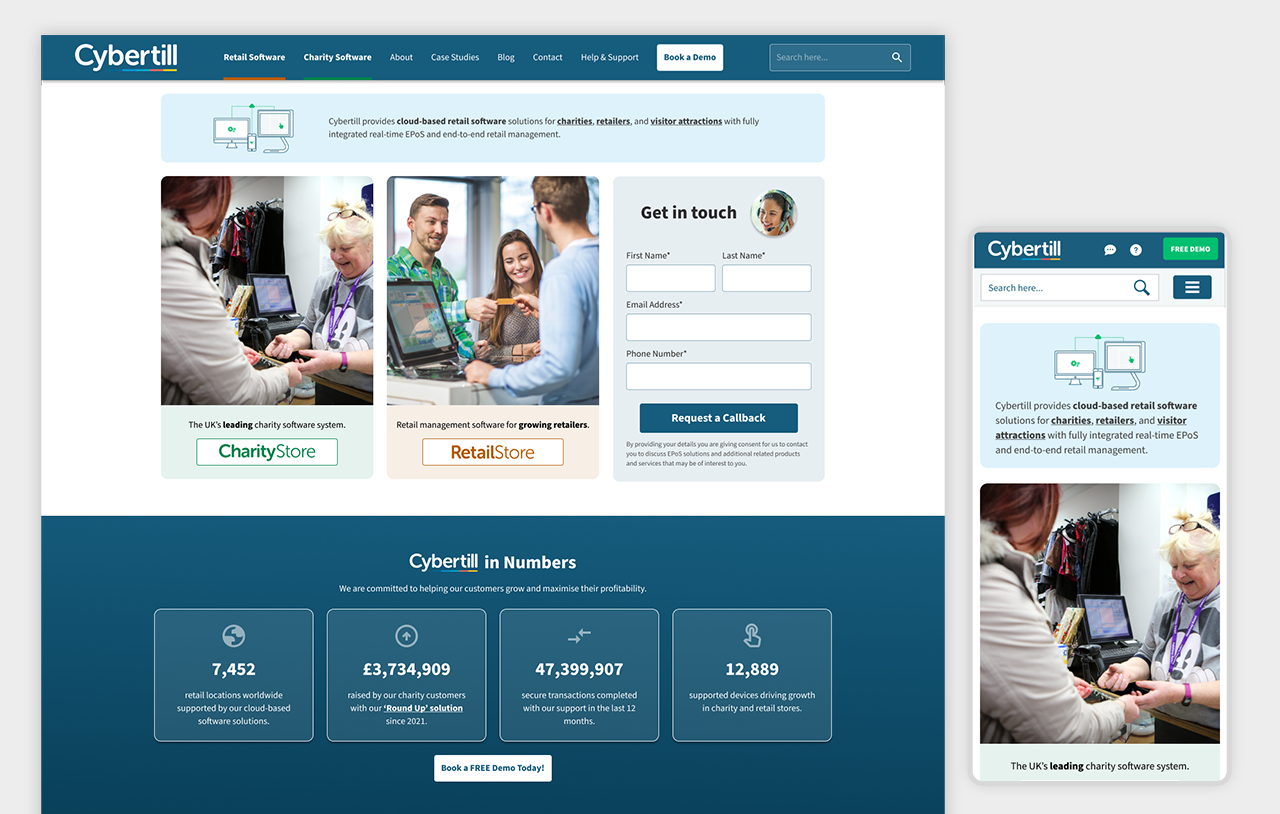 Cybertill
Retail Software
Charity Software
About
Case Studies
Blog
Contact
Help & Support
Book a Demo
Search here...
Cybertill provides cloud-based retail software solutions for charities, retailers, and visitor attractions with fully
integrated real-time EPoS and end-to-end retail management.
The UK's leading charity software system.
CharityStore
Retail management software for growing retailers.
RetailStore
Get in touch
First Name*
Last Name*
Email Address*
Phone Number*
Request a Callback
By providing your details you are giving consent for us to contact
you to discuss EPoS solutions and additional related products
and services that may be of interest to you.
Cybertill in Numbers
We are committed to helping our customers grow and maximise their profitability.
7,452
retail locations worldwide
supported by our cloud-based
software solutions.
£3,734,909
raised by our charity customers
with our ‘Round Up’ solution
since 2021.
47,399,907
secure transactions completed
with our support in the last 12
months.
12,889
supported devices driving growth
in charity and retail stores.
Book a FREE Demo Today!
Cybertill
FREE DEMO
Search here...
Cybertill provides cloud-based retail software
solutions for charities, retailers, and visitor
attractions with fully integrated real-time EPoS
and end-to-end retail management.
The UK's leading charity software system.